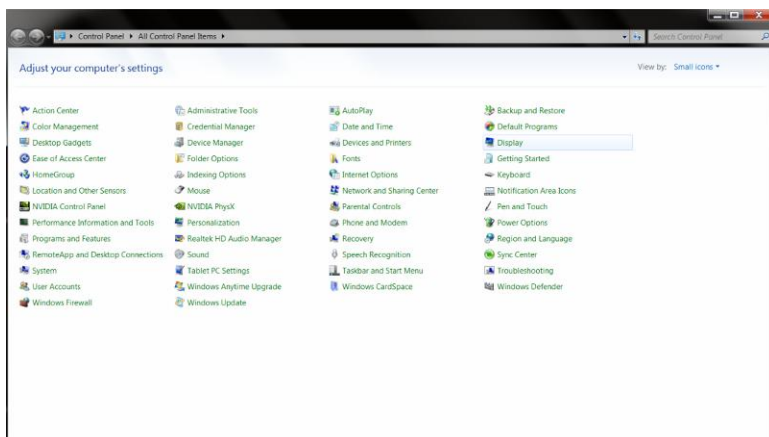 Control Panel All Control Panel Items
Search Control Panel
Adjust your computer's settings
View by: Small icons
Action Center Administrative Tools AutoPlay Backup and Restore
Color Management Credential Manager Date and Time Default Programs
Desktop Gadgets Device Manager Devices and Printers Display
Ease of Access Center Folder Options Fonts Getting Started
HomeGroup Indexing Options Internet Options Keyboard
Location and Other Sensors Mouse Network and Sharing Center Notification Area Icons
NVIDIA Control Panel NVIDIA PhysX Parental Controls Pen and Touch
Performance Information and Tools Personalization Phone and Modem Power Options
Programs and Features Realtek HD Audio Manager Recovery Region and Language
RemoteApp and Desktop Connections Sound Speech Recognition Sync Center
System Tablet PC Settings Taskbar and Start Menu Troubleshooting
User Accounts Windows Anytime Upgrade Windows CardSpace Windows Defender
Windows Firewall Windows Update